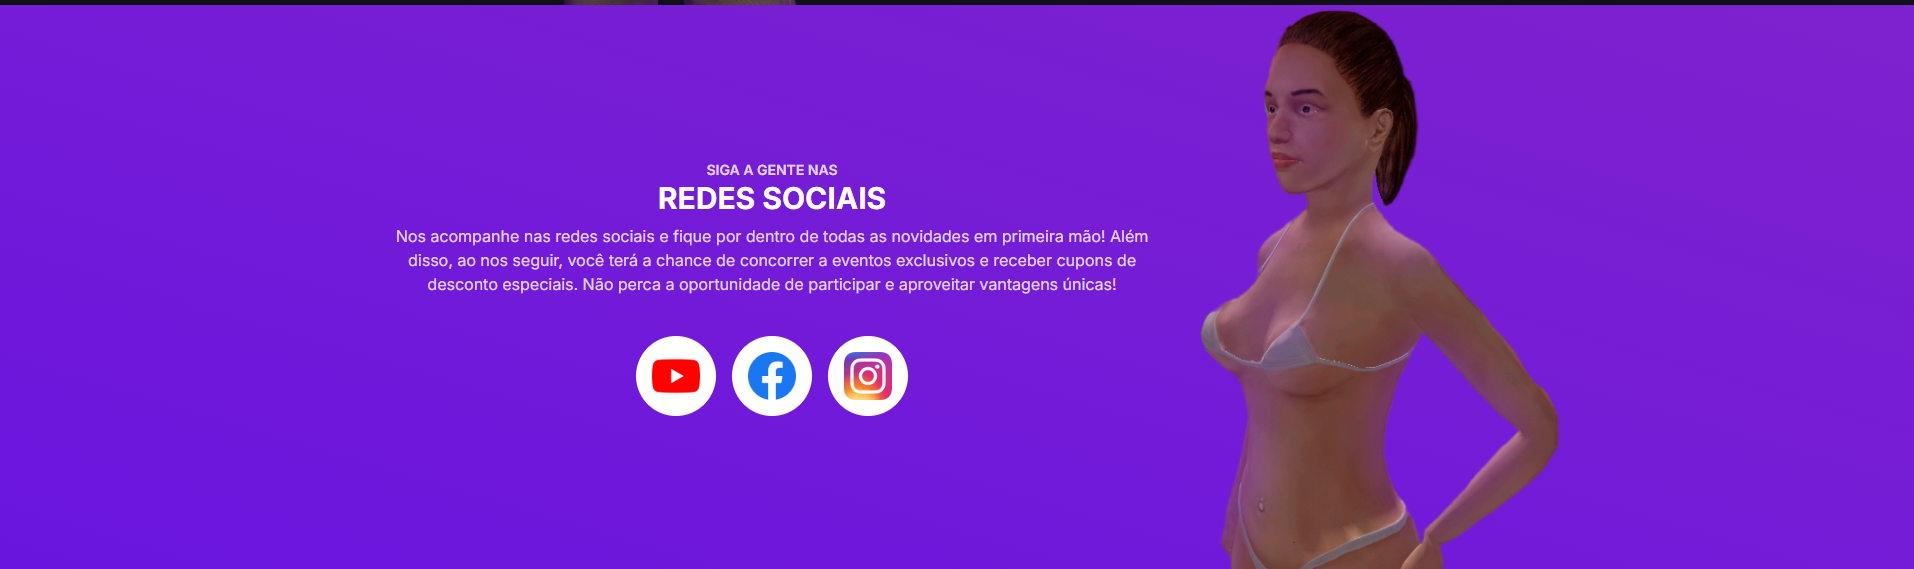 SIGA A GENTE NAS
REDES SOCIAIS
Nos acompanhe nas redes sociais e fique por dentro de todas as novidades em primeira mão! Além
disso, ao nos seguir, você terá a chance de concorrer a eventos exclusivos e receber cupons de
desconto especiais. Não perca a oportunidade de participar e aproveitar vantagens únicas!